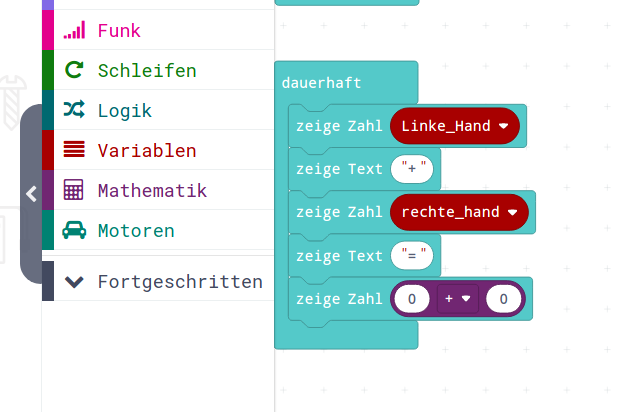 Funk
Schleifen
Logik
Variablen
Mathematik
Motoren
Fortgeschritten
dauerhaft
zeige Zahl Linke_Hand
zeige Text "+"
zeige Zahl rechte_hand
zeige Text "="
zeige Zahl 0 + 0